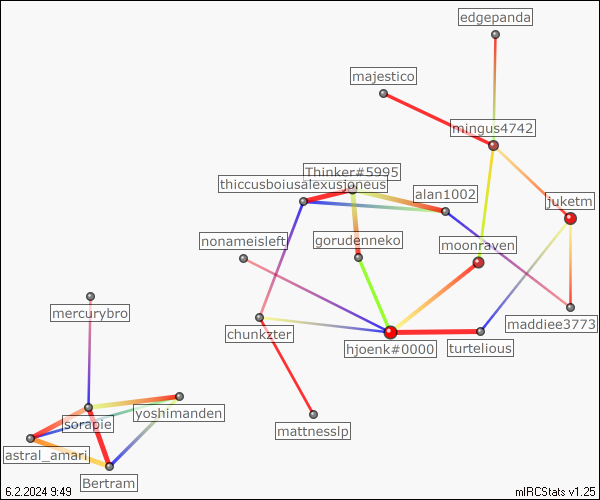 edgepanda
majestico
mingus4742
Thinker#5995
thiccusboiusalexusjoneus
alan1002
juketm
nonameisleft
gorudenneko
moonraven
mercurybro
chunkzter
maddiee3773
hjoenk#0000
turtelious
sorapie
yoshimanden
mattnesslp
astral_amari
Bertram
6.2.2024 9:49
mIRCStats v1.25